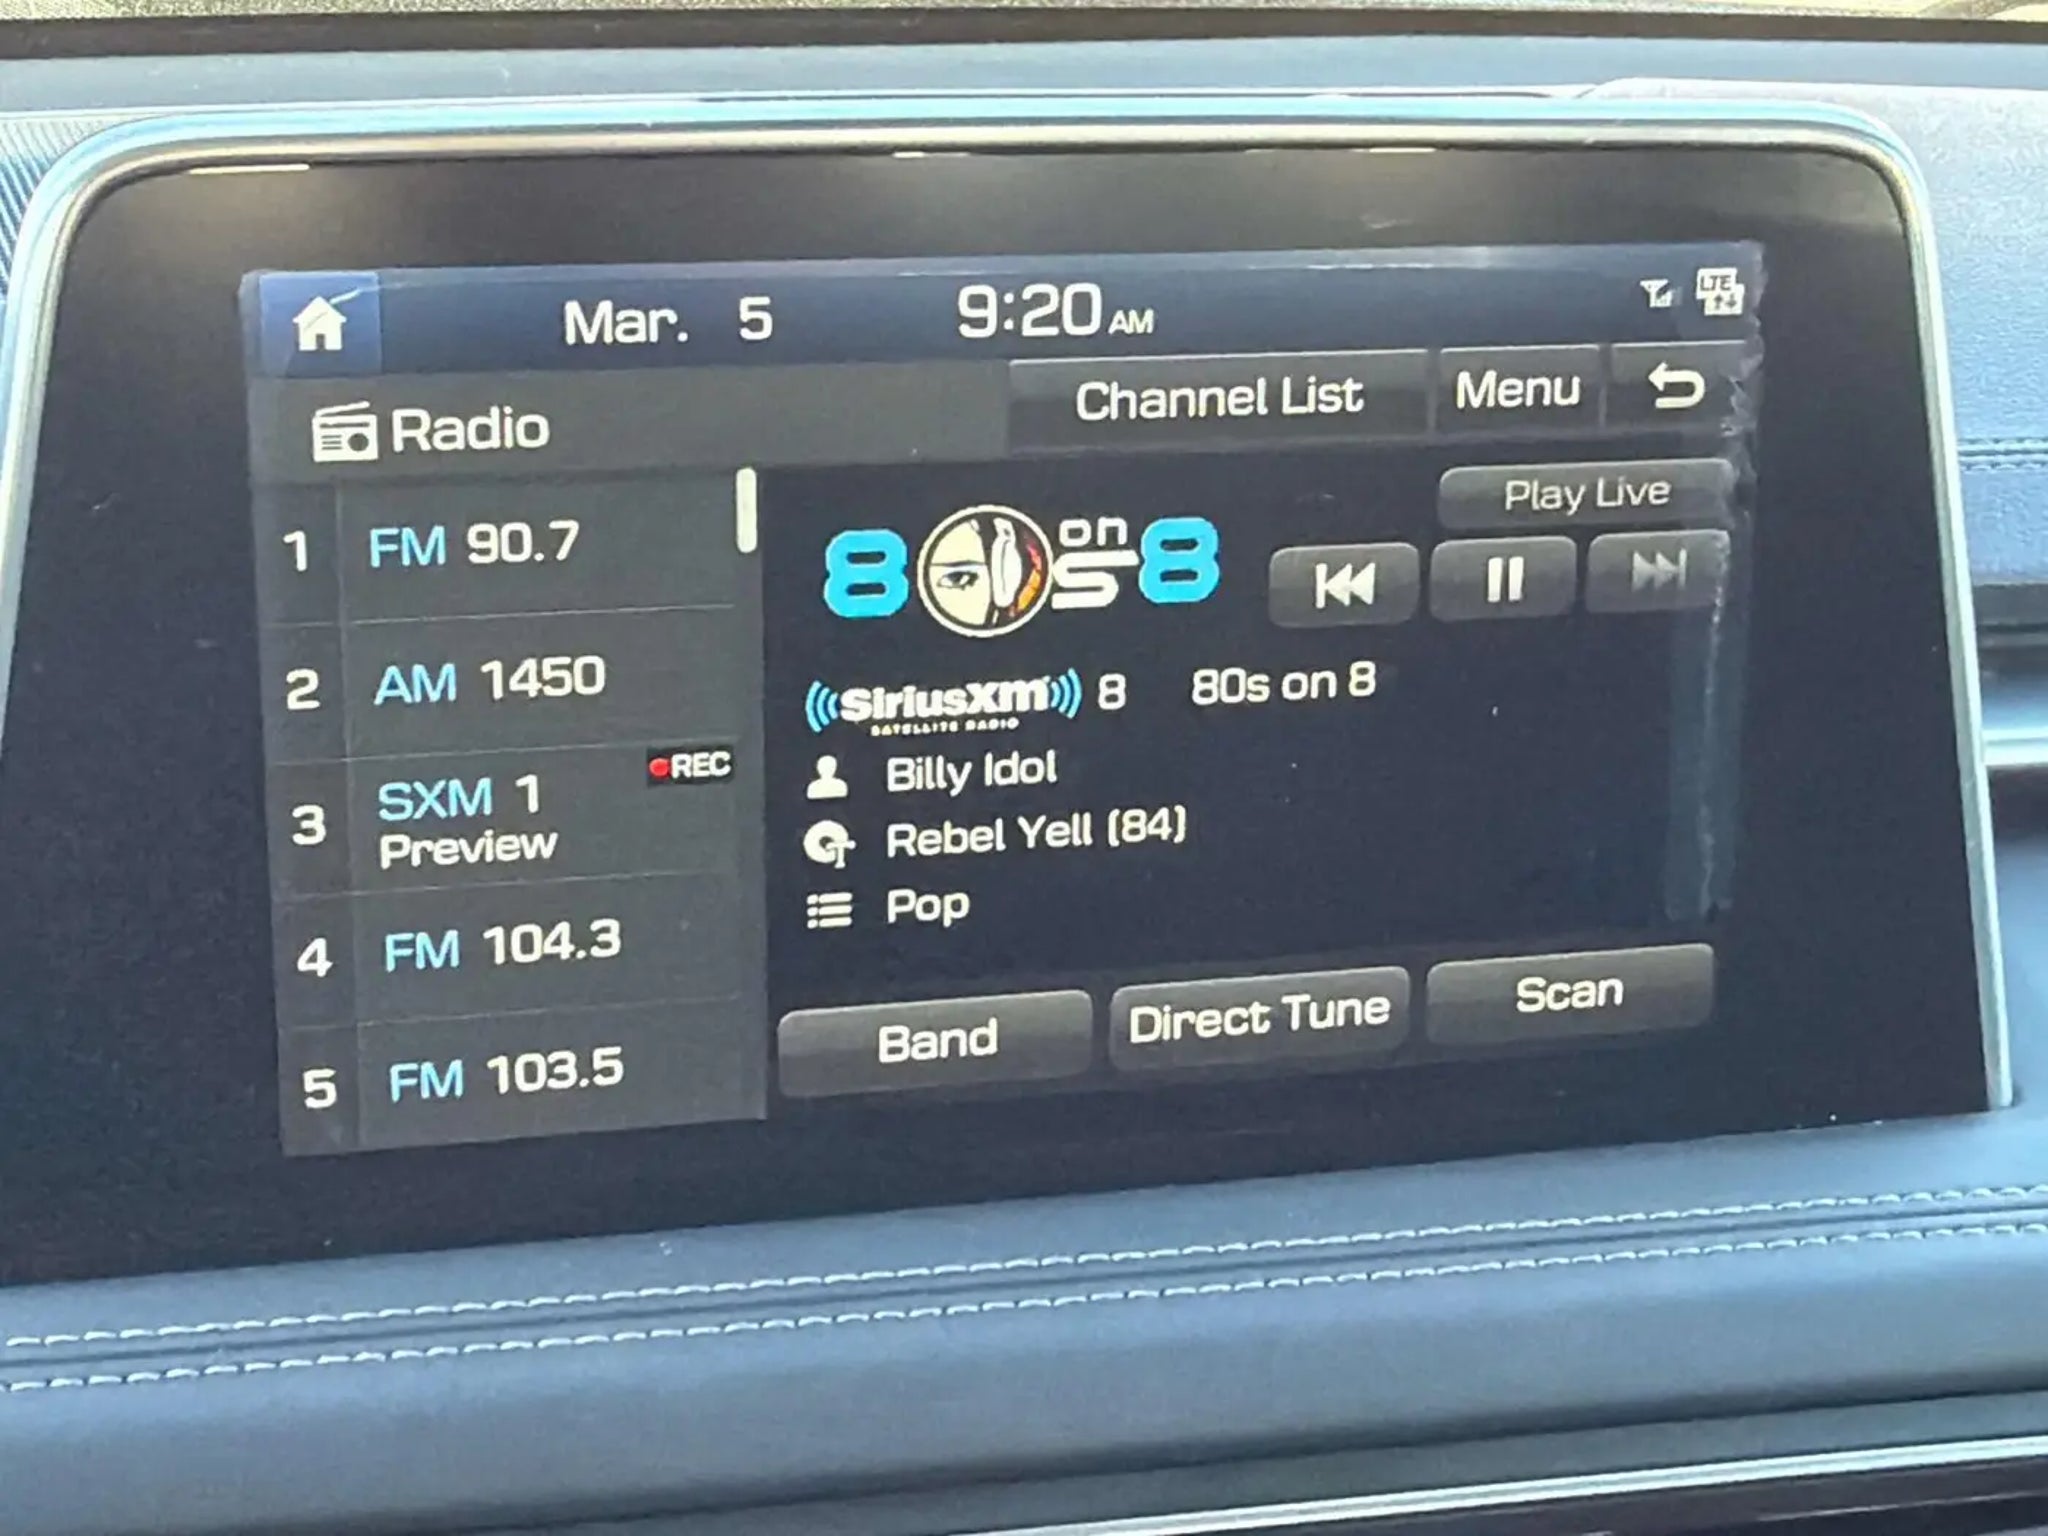 Mar. 5 9:20 AM LTE
Radio Channel List Menu
Play Live
1 FM 90.7
80s on 8
2 AM 1450
SiriusXM 8 80s on 8
SATELLITE RADIO
3 SXM 1 REC
Preview
Billy Idol
Rebel Yell (84)
4 FM 104.3
Pop
5 FM 103.5
Band Direct Tune Scan